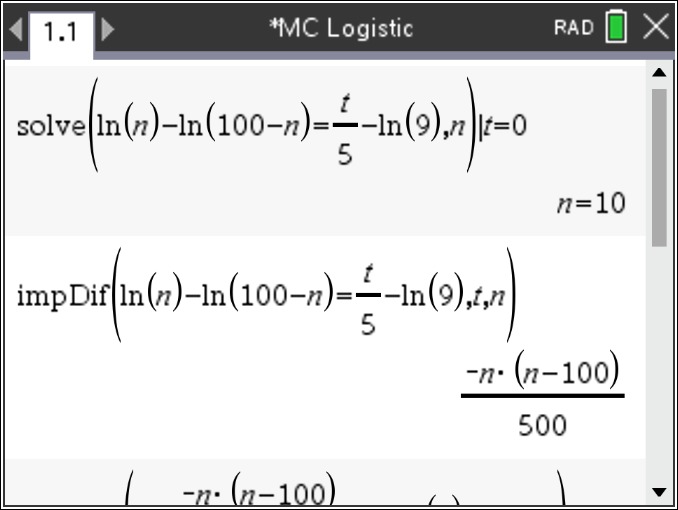 1.1 *MC Logistic RAD
solve(ln(n)-ln(100-n)=t/5-ln(9),n)|t=0
n=10
impDif(ln(n)-ln(100-n)=t/5-ln(9),t,n)
-n·(n-100)/500
-n·(n-100)